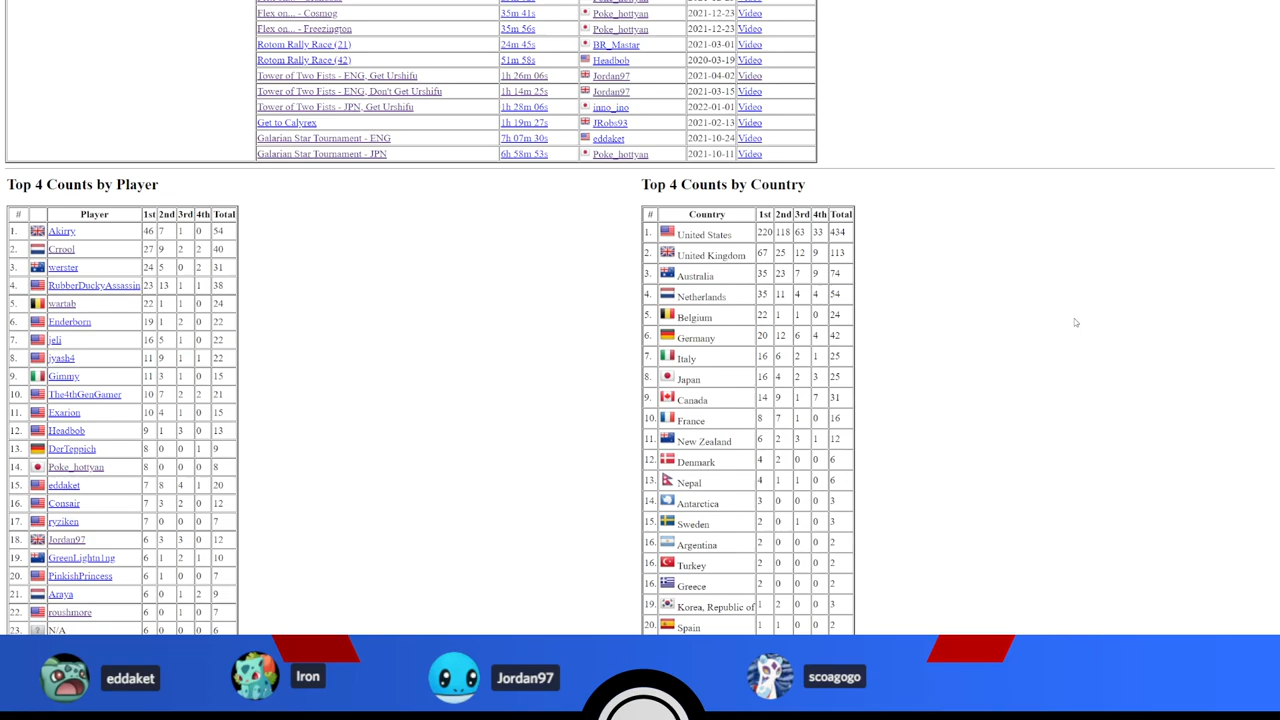 Flex on... - Cosmog 35m 41s Poke_hottyan 2021-12-23 Video
Flex on... - Freezington 35m 56s Poke_hottyan 2021-12-23 Video
Rotom Rally Race (21) 24m 45s BR_Mastar 2021-03-01 Video
Rotom Rally Race (42) 51m 58s Headbob 2020-03-19 Video
Tower of Two Fists - ENG, Get Urshifu 1h 26m 06s Jordan97 2021-04-02 Video
Tower of Two Fists - ENG, Don't Get Urshifu 1h 14m 25s Jordan97 2021-03-15 Video
Tower of Two Fists - JPN, Get Urshifu 1h 28m 06s inno_ino 2022-01-01 Video
Get to Calyrex 1h 19m 27s JRobs93 2021-02-13 Video
Galarian Star Tournament - ENG 7h 07m 30s eddaket 2021-10-24 Video
Galarian Star Tournament - JPN 6h 58m 53s Poke_hottyan 2021-10-11 Video
Top 4 Counts by Player
# Player 1st 2nd 3rd 4th Total
1. Akirry 46 7 1 0 54
2. Crrool 27 9 2 2 40
3. werster 24 5 0 2 31
4. RubberDuckyAssassin 23 13 1 1 38
5. wartab 22 1 1 0 24
6. Enderborn 19 1 2 0 22
7. jeli 16 5 1 0 22
8. jyash4 11 9 1 1 22
9. Gimmy 11 3 1 0 15
10. The4thGenGamer 10 7 2 2 21
11. Exarion 10 4 1 0 15
12. Headbob 9 1 3 0 13
13. DerTeppich 8 0 0 1 9
14. Poke_hottyan 8 0 0 0 8
15. eddaket 7 8 4 1 20
16. Consair 7 3 2 0 12
17. ryziken 7 0 0 0 7
18. Jordan97 6 3 3 0 12
19. GreenLightn1ng 6 1 2 1 10
20. PinkishPrincess 6 1 0 0 7
21. Araya 6 0 1 2 9
22. roushmore 6 0 1 0 7
23. N/A 6 0 0 0 6
Top 4 Counts by Country
# Country 1st 2nd 3rd 4th Total
1. United States 220 118 63 33 434
2. United Kingdom 67 25 12 9 113
3. Australia 35 23 7 9 74
4. Netherlands 35 11 4 4 54
5. Belgium 22 1 1 0 24
6. Germany 20 12 6 4 42
7. Italy 16 6 2 1 25
8. Japan 16 4 2 3 25
9. Canada 14 9 1 7 31
10. France 8 7 1 0 16
11. New Zealand 6 2 3 1 12
12. Denmark 4 2 0 0 6
13. Nepal 4 1 1 0 6
14. Antarctica 3 0 0 0 3
15. Sweden 2 0 1 0 3
16. Argentina 2 0 0 0 2
16. Turkey 2 0 0 0 2
16. Greece 2 0 0 0 2
19. Korea, Republic of 1 2 0 0 3
20. Spain 1 1 0 0 2
eddaket
Iron
Jordan97
scoagogo